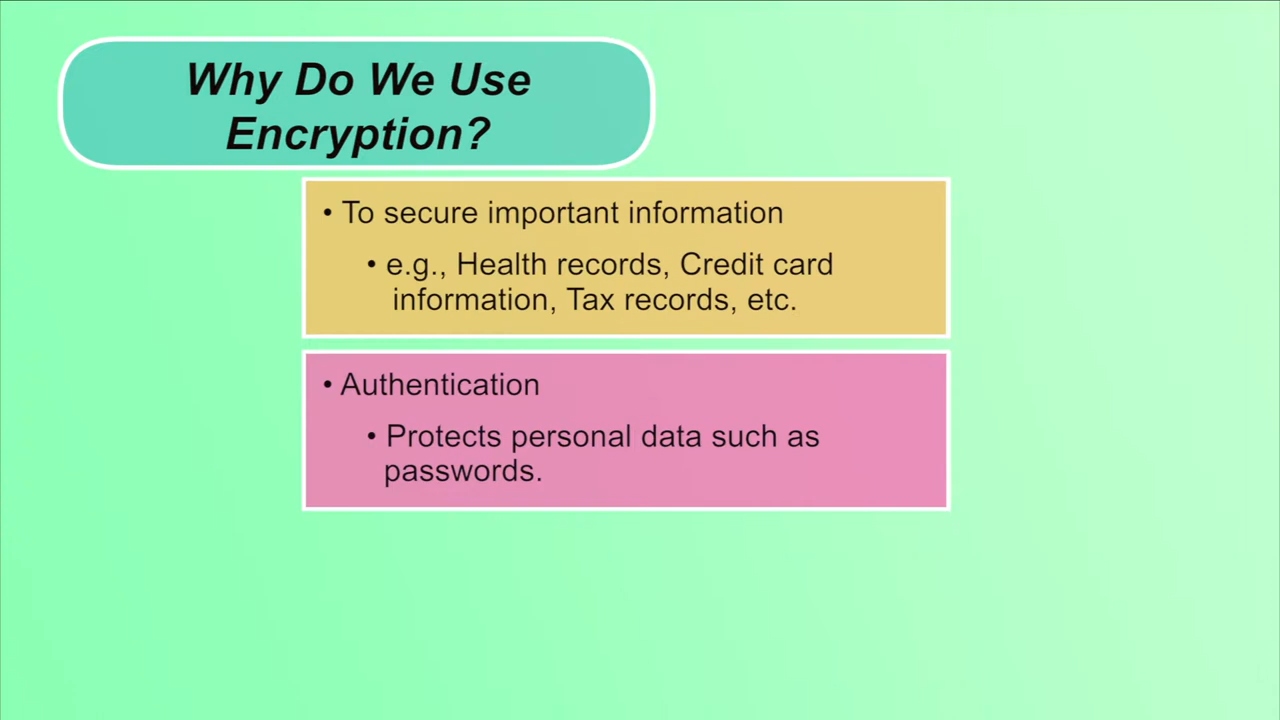 Why Do We Use
Encryption?
• To secure important information
• e.g., Health records, Credit card
information, Tax records, etc.
• Authentication
• Protects personal data such as
passwords.